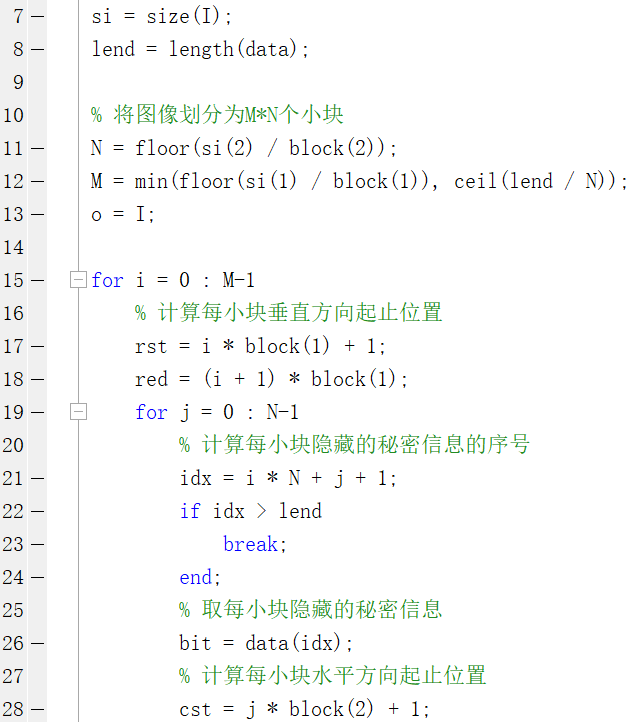 7 si = size(I);
8 lend = length(data);
9
10 % 将图像划分为M*N个小块
11 N = floor(si(2) / block(2));
12 M = min(floor(si(1) / block(1)), ceil(lend / N));
13 o = I;
14
15 for i = 0 : M-1
16 % 计算每小块垂直方向起止位置
17 rst = i * block(1) + 1;
18 red = (i + 1) * block(1);
19 for j = 0 : N-1
20 % 计算每小块隐藏的秘密信息的序号
21 idx = i * N + j + 1;
22 if idx > lend
23 break;
24 end;
25 % 取每小块隐藏的秘密信息
26 bit = data(idx);
27 % 计算每小块水平方向起止位置
28 cst = j * block(2) + 1;